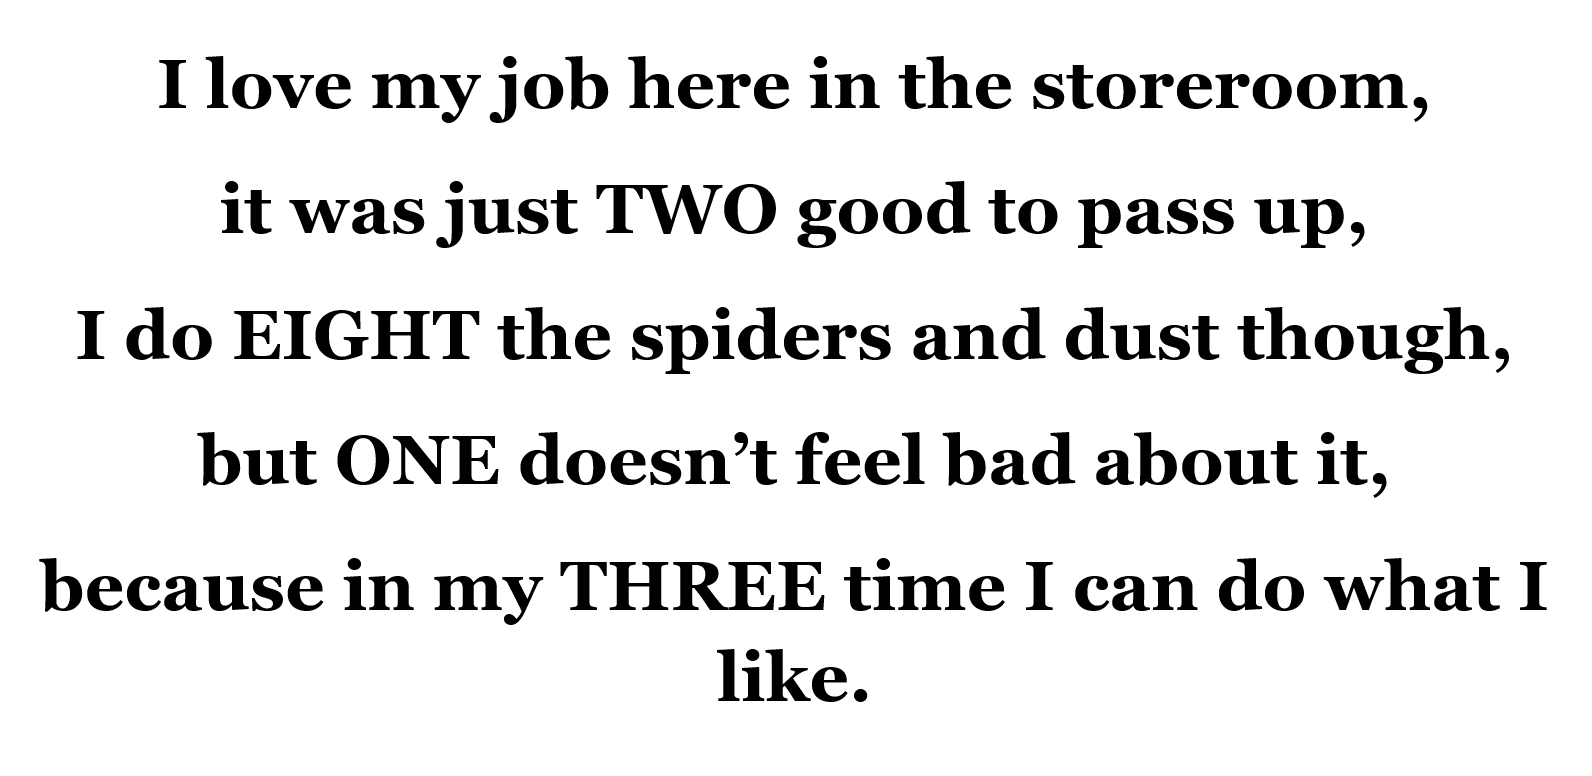 I love my job here in the storeroom,
it was just TWO good to pass up,
I do EIGHT the spiders and dust though,
but ONE doesn’t feel bad about it,
because in my THREE time I can do what I
like.